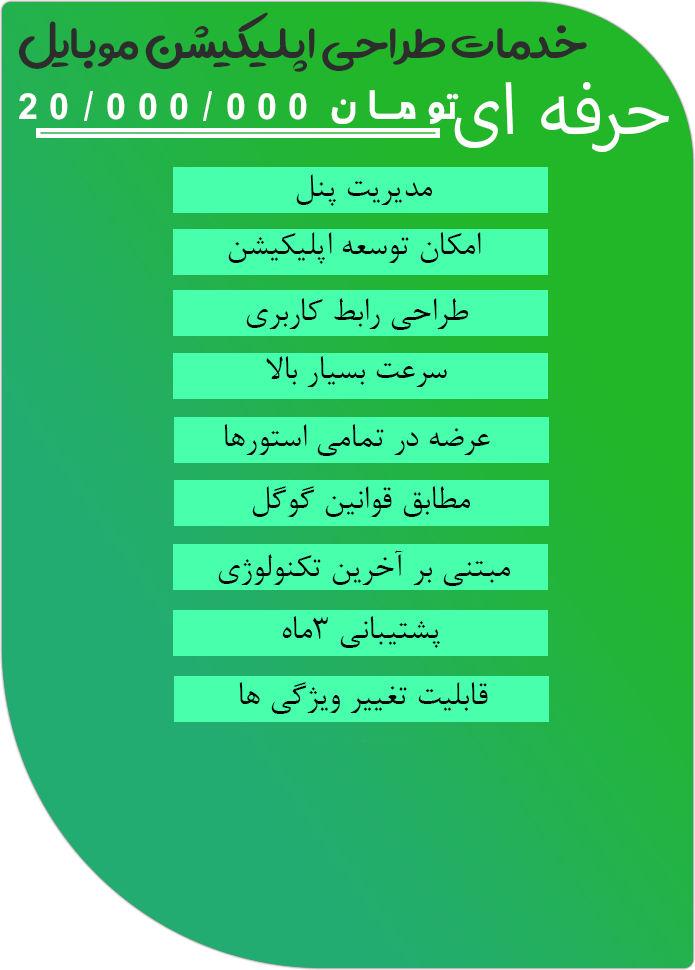 خدمات طراحی اپلیکیشن موبایل
حرفه ای
20/000/000 تومان
مدیریت پنل
امکان توسعه اپلیکیشن
طراحی رابط کاربری
سرعت بسیار بالا
عرضه در تمامی استورها
مطابق قوانین گوگل
مبتنی بر آخرین تکنولوژی
پشتیبانی ۳ماه
قابلیت تغییر ویژگی ها